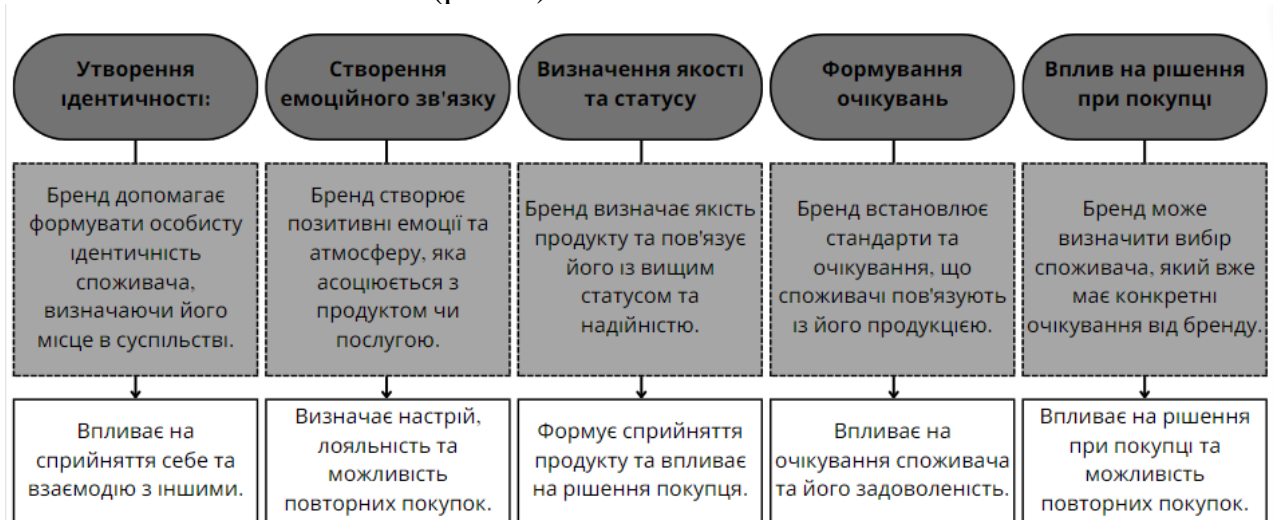 Утворення
ідентичності:
Створення
емоційного зв'язку
Визначення якості
та статусу
Формування
очікувань
Вплив на рішення
при покупці
Бренд допомагає
формувати особисту
ідентичність
споживача,
визначаючи його
місце в суспільстві.
Бренд створює
позитивні емоції та
атмосферу, яка
асоціюється з
продуктом чи
послугою.
Бренд визначає якість
продукту та пов'язує
його із вищим
статусом та
надійністю.
Бренд встановлює
стандарти та
очікування, що
споживачі пов'язують
із його продукцією.
Бренд може
визначити вибір
споживача, який вже
має конкретні
очікування від бренду.
Впливає на
сприйняття себе та
взаємодію з іншими.
Визначає настрій,
лояльність та
можливість
повторних покупок.
Формує сприйняття
продукту та впливає
на рішення покупця.
Впливає на
очікування споживача
та його задоволеність.
Впливає на рішення
при покупці та
можливість
повторних покупок.